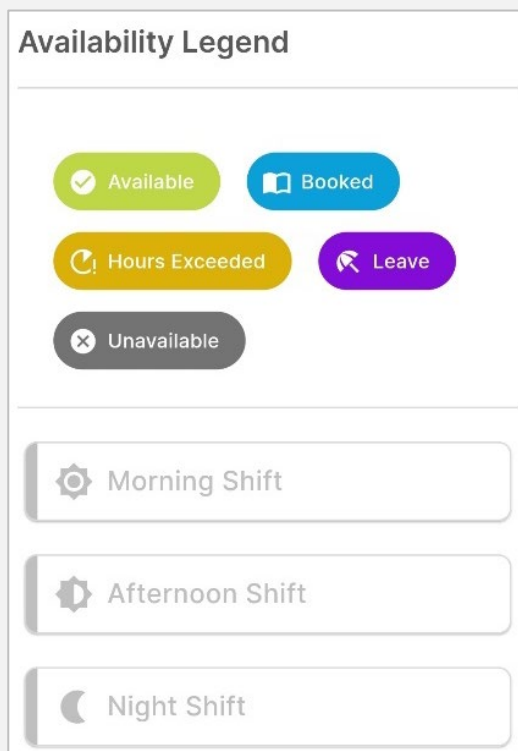 Availability Legend
Available
Booked
Hours Exceeded
Leave
Unavailable
Morning Shift
Afternoon Shift
Night Shift